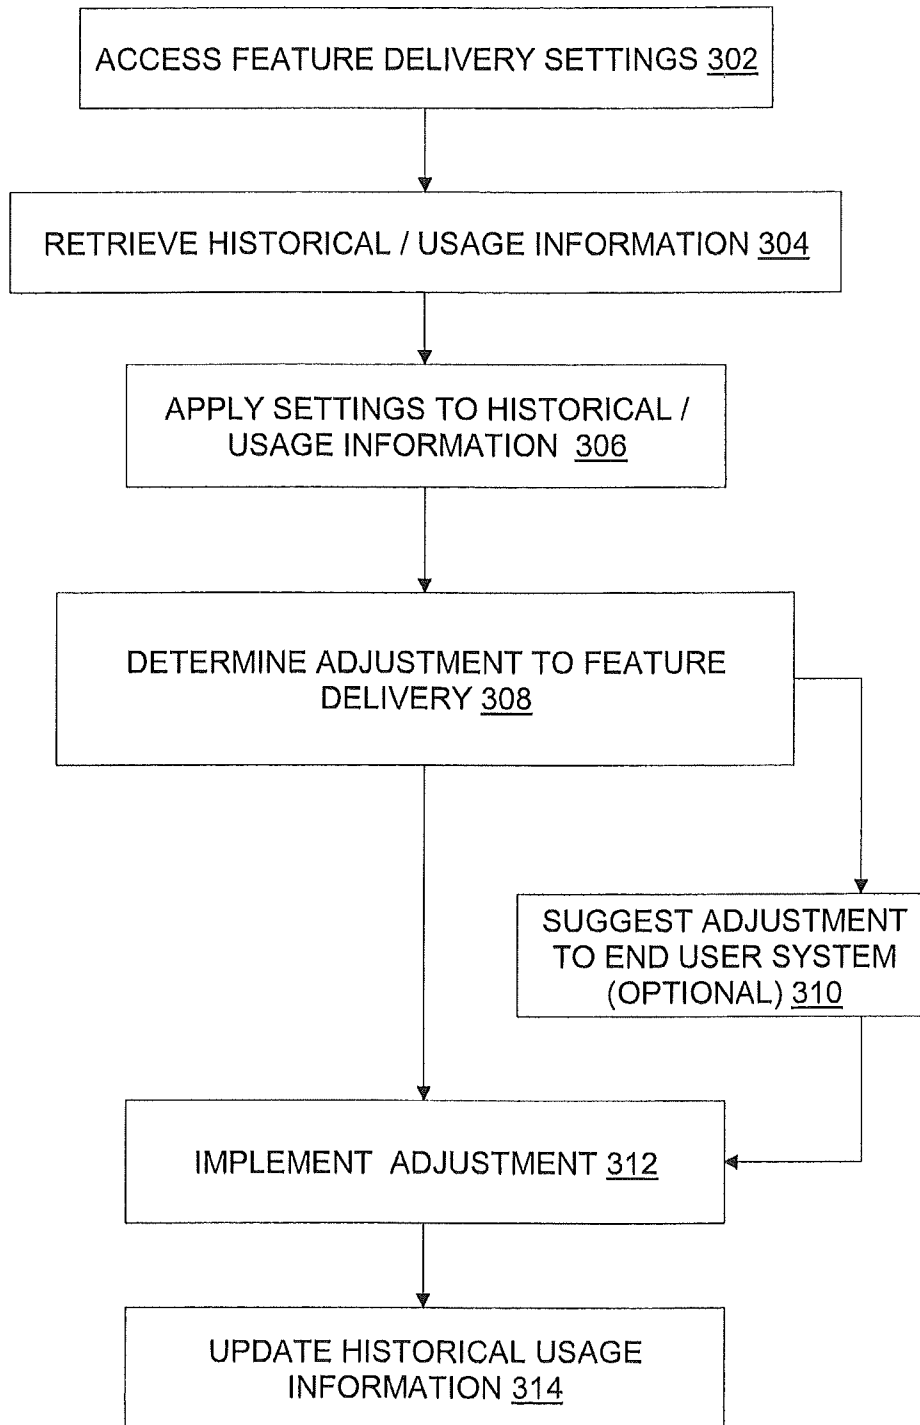 ACCESS FEATURE DELIVERY SETTINGS 302
RETRIEVE HISTORICAL / USAGE INFORMATION 304
APPLY SETTINGS TO HISTORICAL /
USAGE INFORMATION 306
DETERMINE ADJUSTMENT TO FEATURE
DELIVERY 308
SUGGEST ADJUSTMENT
TO END USER SYSTEM
(OPTIONAL) 310
IMPLEMENT ADJUSTMENT 312
UPDATE HISTORICAL USAGE
INFORMATION 314